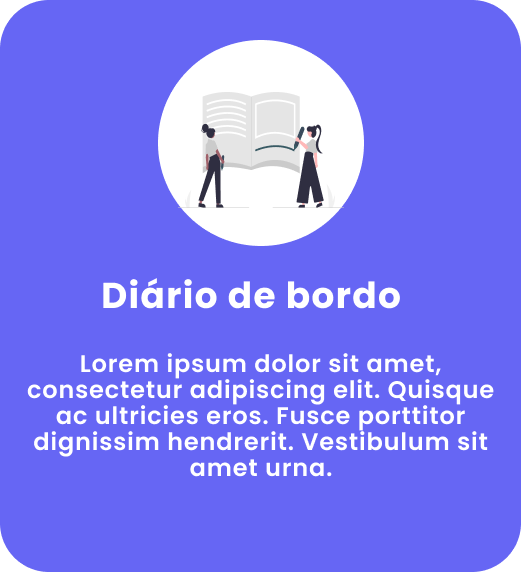 Diário de bordo
Lorem ipsum dolor sit amet,
consectetur adipiscing elit. Quisque
ac ultricies eros. Fusce porttitor
dignissim hendrerit. Vestibulum sit
amet urna.